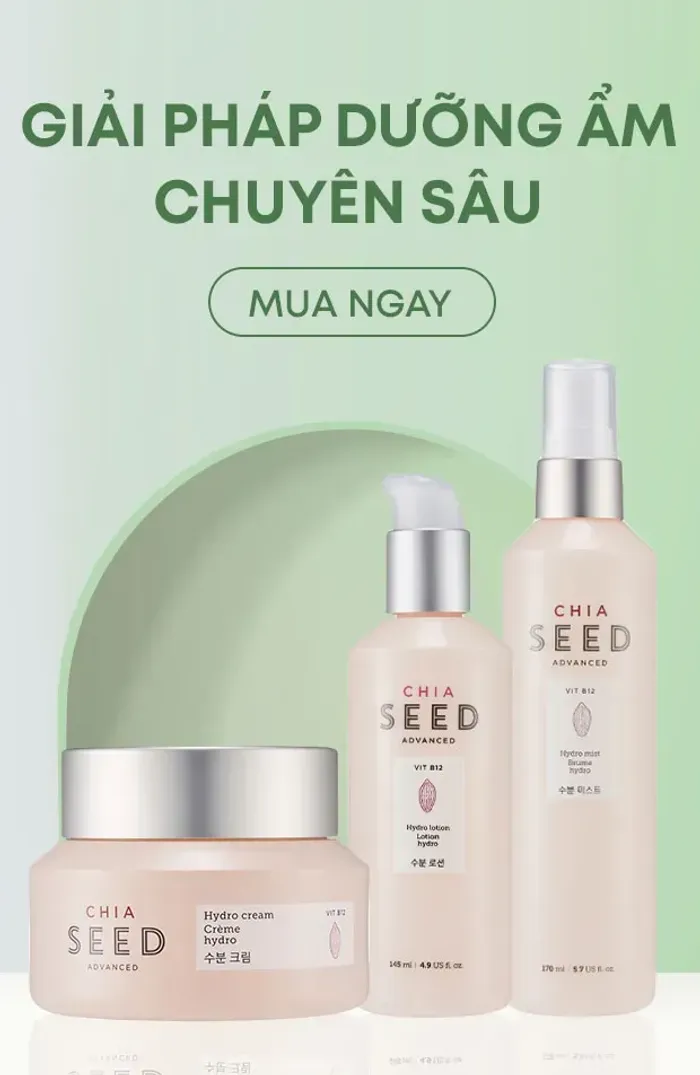 GIẢI PHÁP DƯỠNG ẨM
CHUYÊN SÂU
MUA NGAY
CHIA
SEED
ADVANCED
VIT B12
Hydro mist
Brume
hydro
수분 미스트
170 ml / 5.7 US fl. oz.
CHIA
SEED
ADVANCED
VIT B12
Hydro lotion
Lotion
hydro
수분 로션
145 ml / 4.9 US fl. oz.
CHIA
SEED
ADVANCED
Hydro cream
Crème
hydro
수분 크림
VIT B12